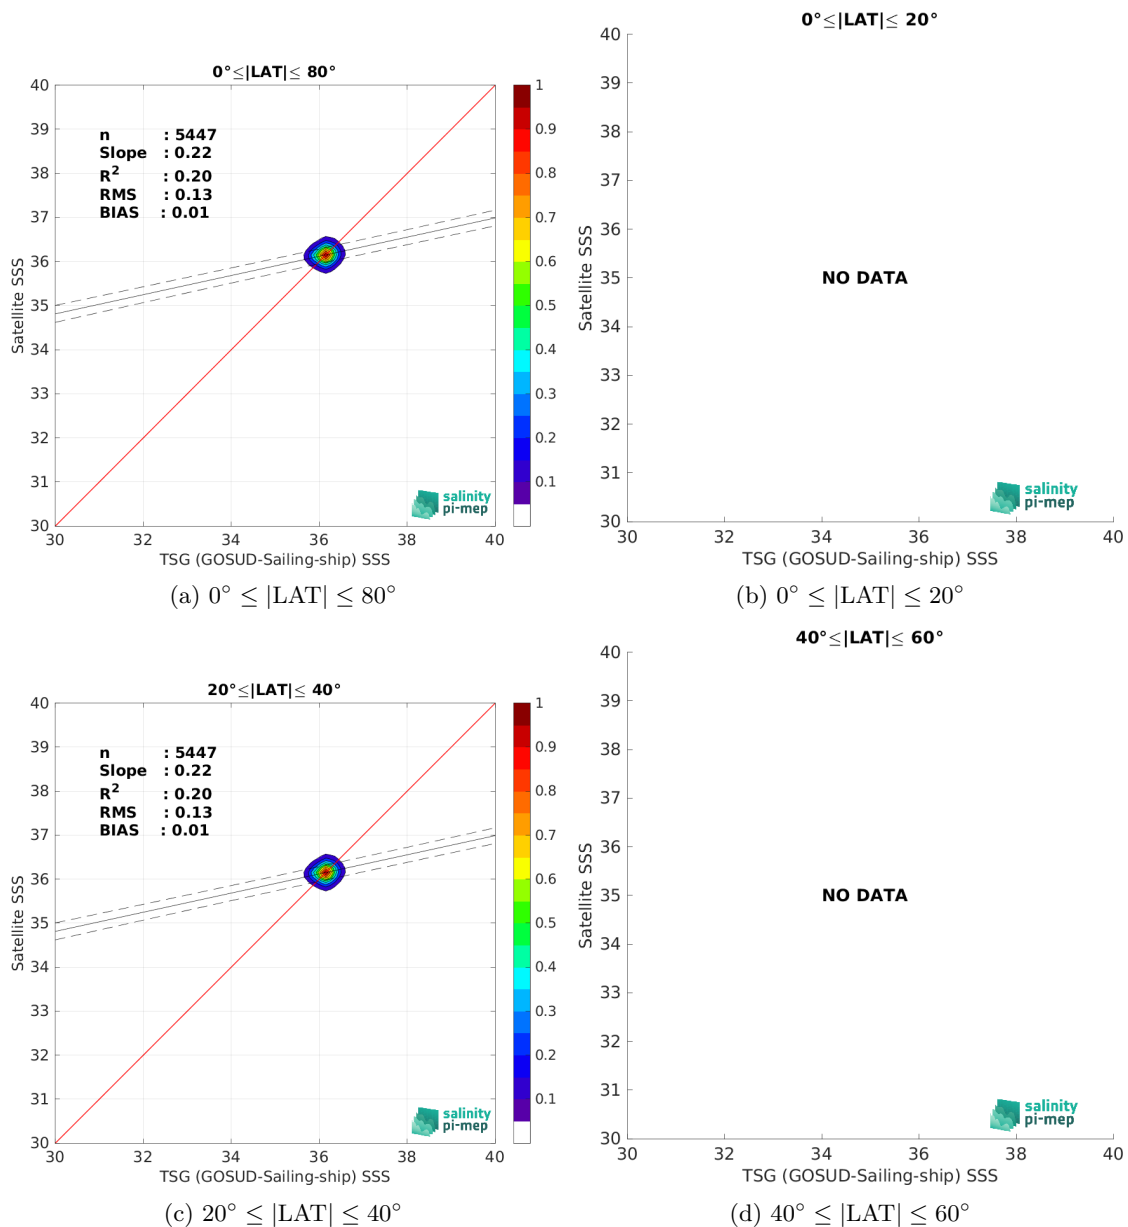 0°≤|LAT|≤ 80°
40
39
38
37
36
35
34
33
32
31
30
Satellite SSS
n : 5447
Slope : 0.22
R² : 0.20
RMS : 0.13
BIAS : 0.01
salinity
pi-mep
30 32 34 36 38 40
TSG (GOSUD-Sailing-ship) SSS
1
0.9
0.8
0.7
0.6
0.5
0.4
0.3
0.2
0.1
(a) 0° ≤ |LAT| ≤ 80°
0°≤|LAT|≤ 20°
40
39
38
37
36
35
34
33
32
31
30
Satellite SSS
NO DATA
salinity
pi-mep
30 32 34 36 38 40
TSG (GOSUD-Sailing-ship) SSS
(b) 0° ≤ |LAT| ≤ 20°
20°≤|LAT|≤ 40°
40
39
38
37
36
35
34
33
32
31
30
Satellite SSS
n : 5447
Slope : 0.22
R² : 0.20
RMS : 0.13
BIAS : 0.01
salinity
pi-mep
30 32 34 36 38 40
TSG (GOSUD-Sailing-ship) SSS
1
0.9
0.8
0.7
0.6
0.5
0.4
0.3
0.2
0.1
(c) 20° ≤ |LAT| ≤ 40°
40°≤|LAT|≤ 60°
40
39
38
37
36
35
34
33
32
31
30
Satellite SSS
NO DATA
salinity
pi-mep
30 32 34 36 38 40
TSG (GOSUD-Sailing-ship) SSS
(d) 40° ≤ |LAT| ≤ 60°